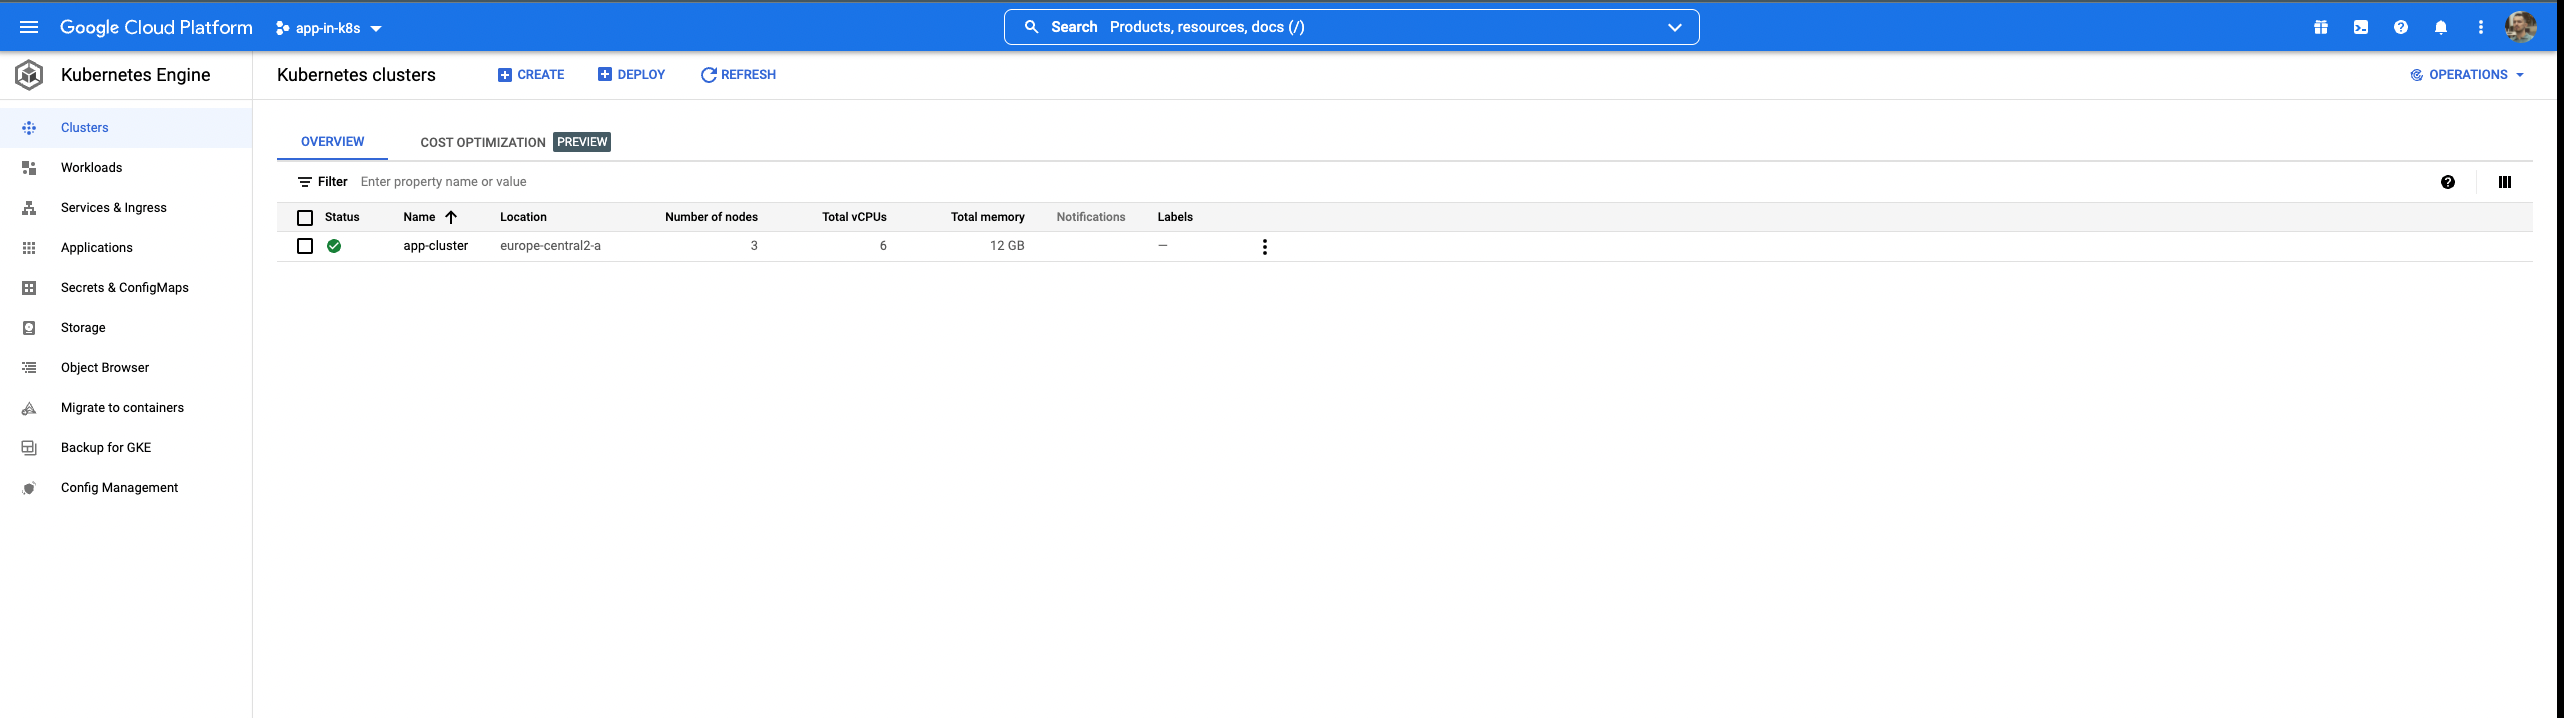 Google Cloud Platform
app-in-k8s
Search Products, resources, docs (/)
Kubernetes Engine
Kubernetes clusters
CREATE
DEPLOY
REFRESH
OPERATIONS
Clusters
Workloads
Services & Ingress
Applications
Secrets & ConfigMaps
Storage
Object Browser
Migrate to containers
Backup for GKE
Config Management
OVERVIEW
COST OPTIMIZATION PREVIEW
Filter Enter property name or value
Status Name Location Number of nodes Total vCPUs Total memory Notifications Labels
app-cluster europe-central2-a 3 6 12 GB —